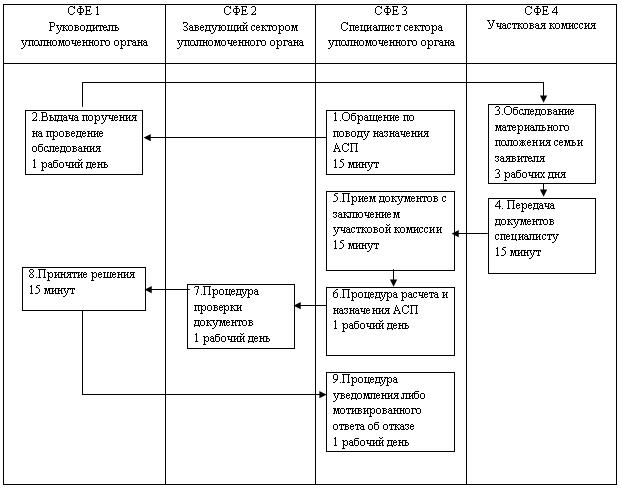 СФЕ 1
Руководитель
уполномоченного органа
СФЕ 2
Заведующий сектором
уполномоченного органа
СФЕ 3
Специалист сектора
уполномоченного органа
СФЕ 4
Участковая комиссия
2.Выдача поручения
на проведение
обследования
1 рабочий день
1.Обращение по
поводу назначения
АСП
15 минут
3.Обследование
материального
положения семьи
заявителя
3 рабочих дня
5.Прием документов с
заключением
участковой комиссии
15 минут
4. Передача
документов
специалисту
15 минут
8.Принятие решения
15 минут
7.Процедура
проверки
документов
1 рабочий день
6.Процедура расчета и
назначения АСП
1 рабочий день
9.Процедура
уведомления либо
мотивированного
ответа об отказе
1 рабочий день